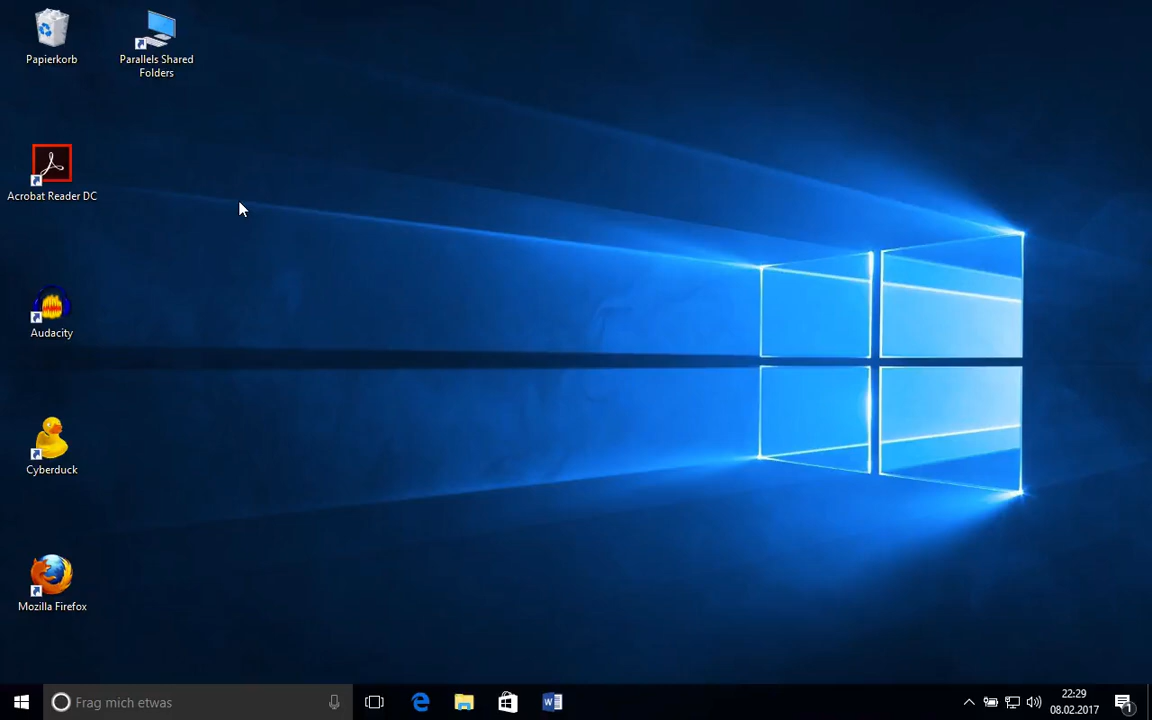 Papierkorb
Parallels Shared
Folders
Acrobat Reader DC
Audacity
Cyberduck
Mozilla Firefox
Frag mich etwas
22:29
08.02.2017
1